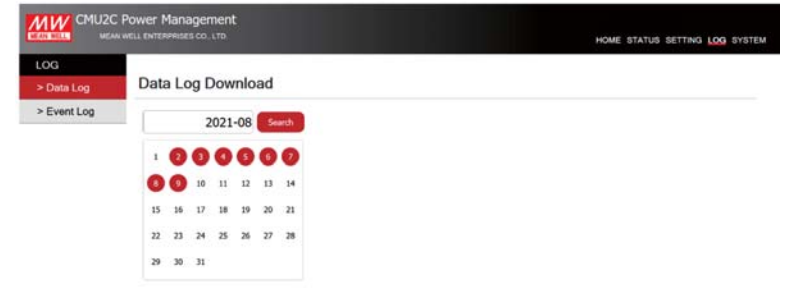 MW
MEAN WELL
CMU2C Power Management
MEAN WELL ENTERPRISES CO., LTD.
HOME STATUS SETTING LOG SYSTEM
LOG
> Data Log
> Event Log
Data Log Download
2021-08 Search
1 2 3 4 5 6 7
8 9 10 11 12 13 14
15 16 17 18 19 20 21
22 23 24 25 26 27 28
29 30 31